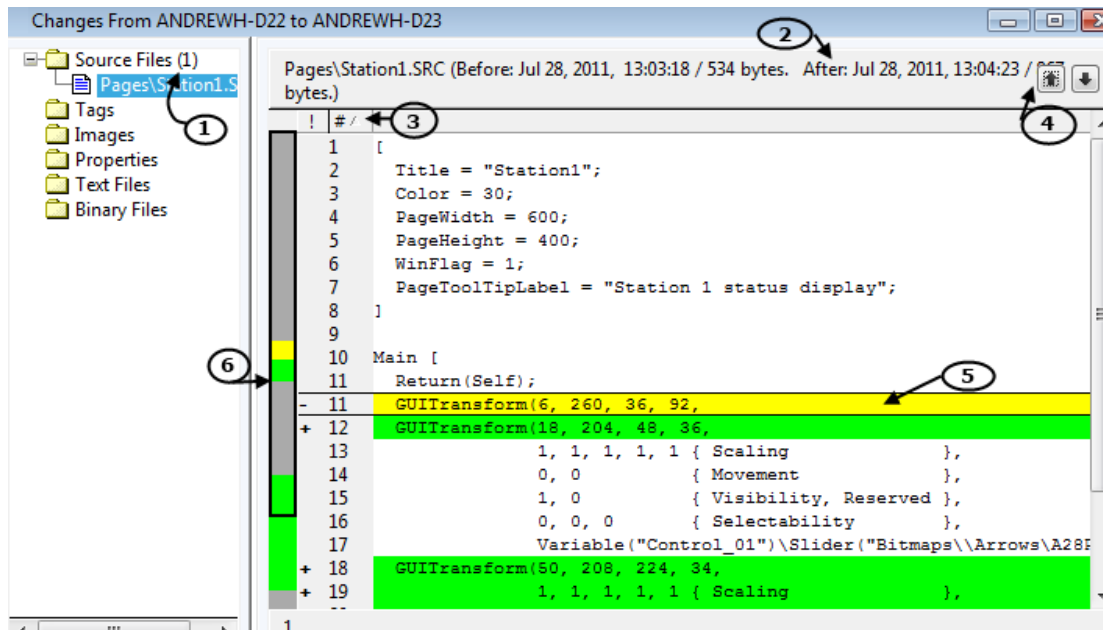 Changes From ANDREWH-D22 to ANDREWH-D23
Source Files (1)
Pages\Station1.S
Tags
Images
Properties
Text Files
Binary Files
1
2
Pages\Station1.SRC (Before: Jul 28, 2011, 13:03:18 / 534 bytes. After: Jul 28, 2011, 13:04:23 /
bytes.)
4
! # 3
1 [
2 Title = "Station1";
3 Color = 30;
4 PageWidth = 600;
5 PageHeight = 400;
6 WinFlag = 1;
7 PageToolTipLabel = "Station 1 status display";
8 ]
9
10 Main [
11 Return(Self);
- 11 GUITransform(6, 260, 36, 92,
+ 12 GUITransform(18, 204, 48, 36,
13 1, 1, 1, 1, 1 { Scaling },
14 0, 0 { Movement },
15 1, 0 { Visibility, Reserved },
16 0, 0, 0 { Selectability },
17 Variable("Control_01")\Slider("Bitmaps\\Arrows\A28
+ 18 GUITransform(50, 208, 224, 34,
+ 19 1, 1, 1, 1, 1 { Scaling },
5
6
1